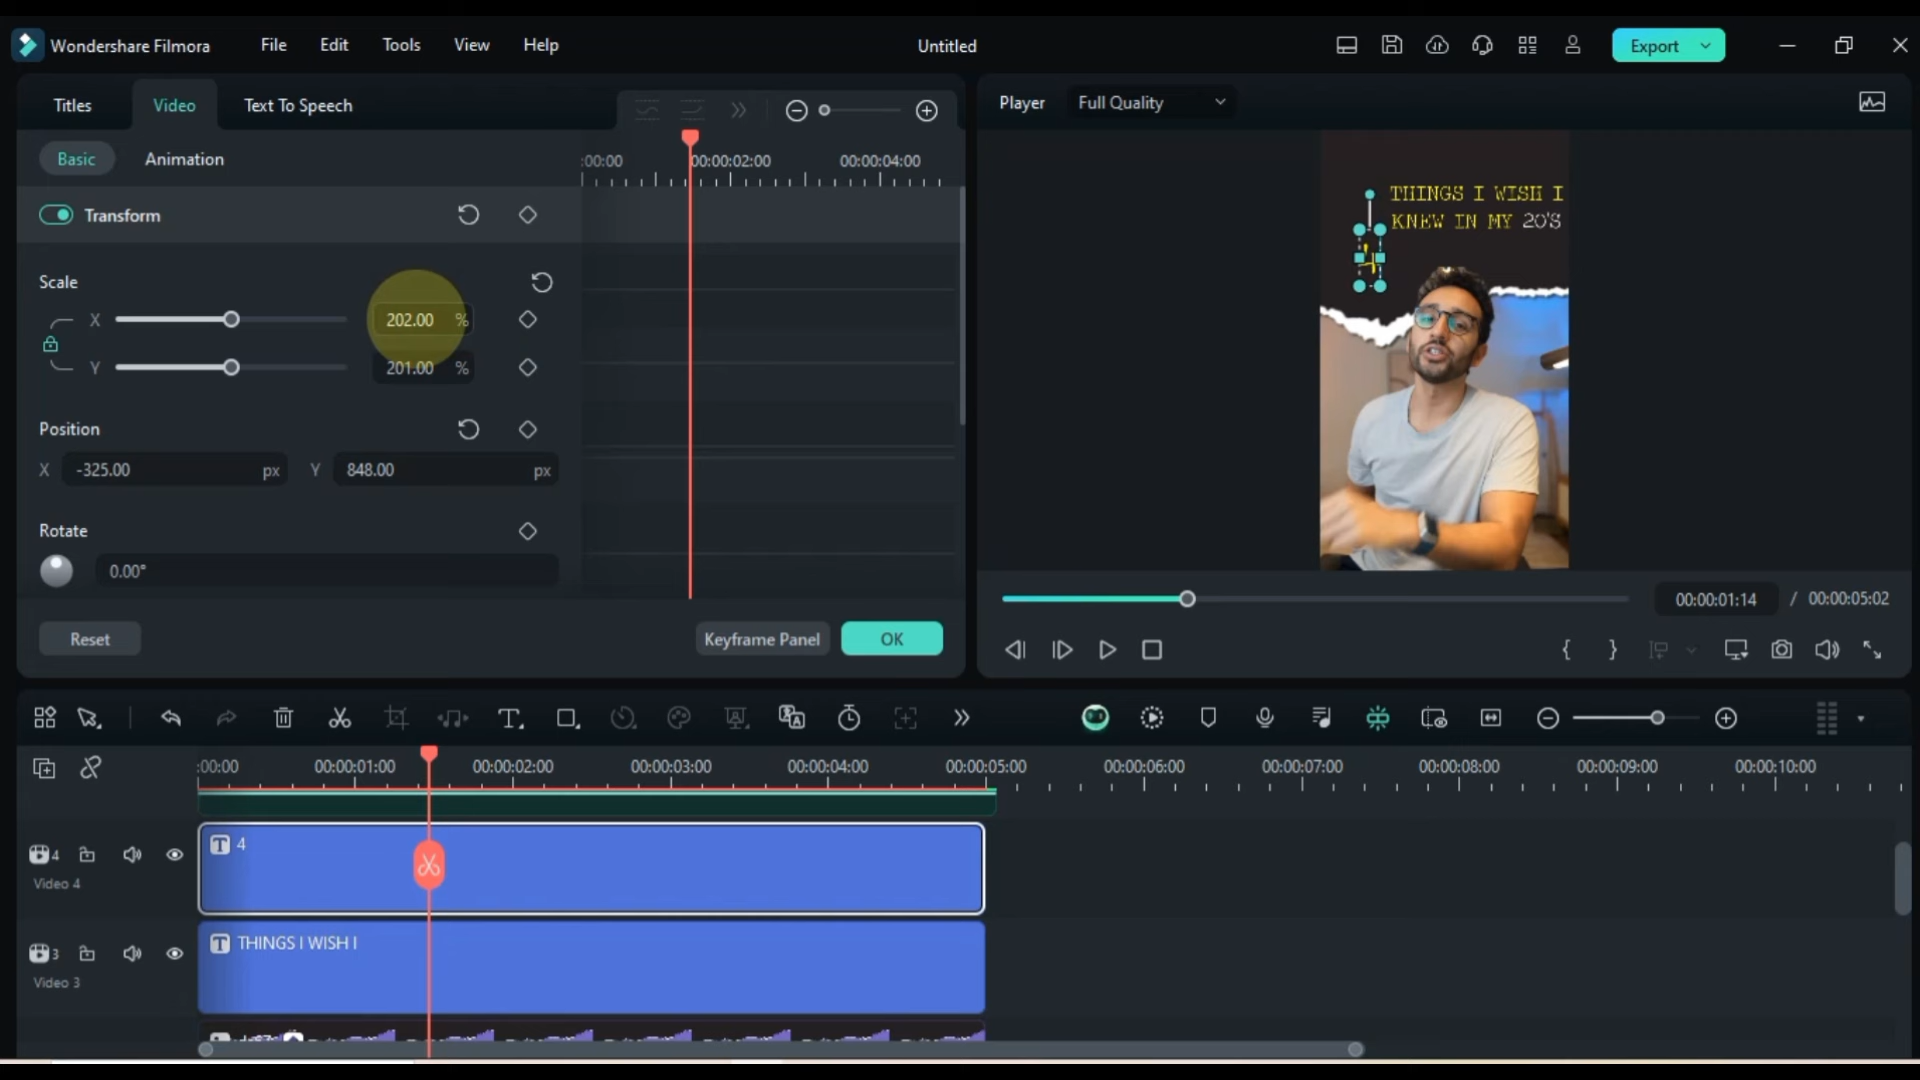 Wondershare Filmora File Edit Tools View Help Untitled Export
Titles Video Text To Speech
Basic Animation
:00:00 00:00:02:00 00:00:04:00
Transform
Scale
X 202.00 %
Y 201.00 %
Position
X -325.00 px Y 848.00 px
Rotate
0.00°
Reset Keyframe Panel OK
Player Full Quality
THINGS I WISH I
KNEW IN MY 20'S
4
00:00:01:14 / 00:00:05:02
:00:00 00:00:01:00 00:00:02:00 00:00:03:00 00:00:04:00 00:00:05:00 00:00:06:00 00:00:07:00 00:00:08:00 00:00:09:00 00:00:10:00
4 T 4
Video 4
3 T THINGS I WISH I
Video 3